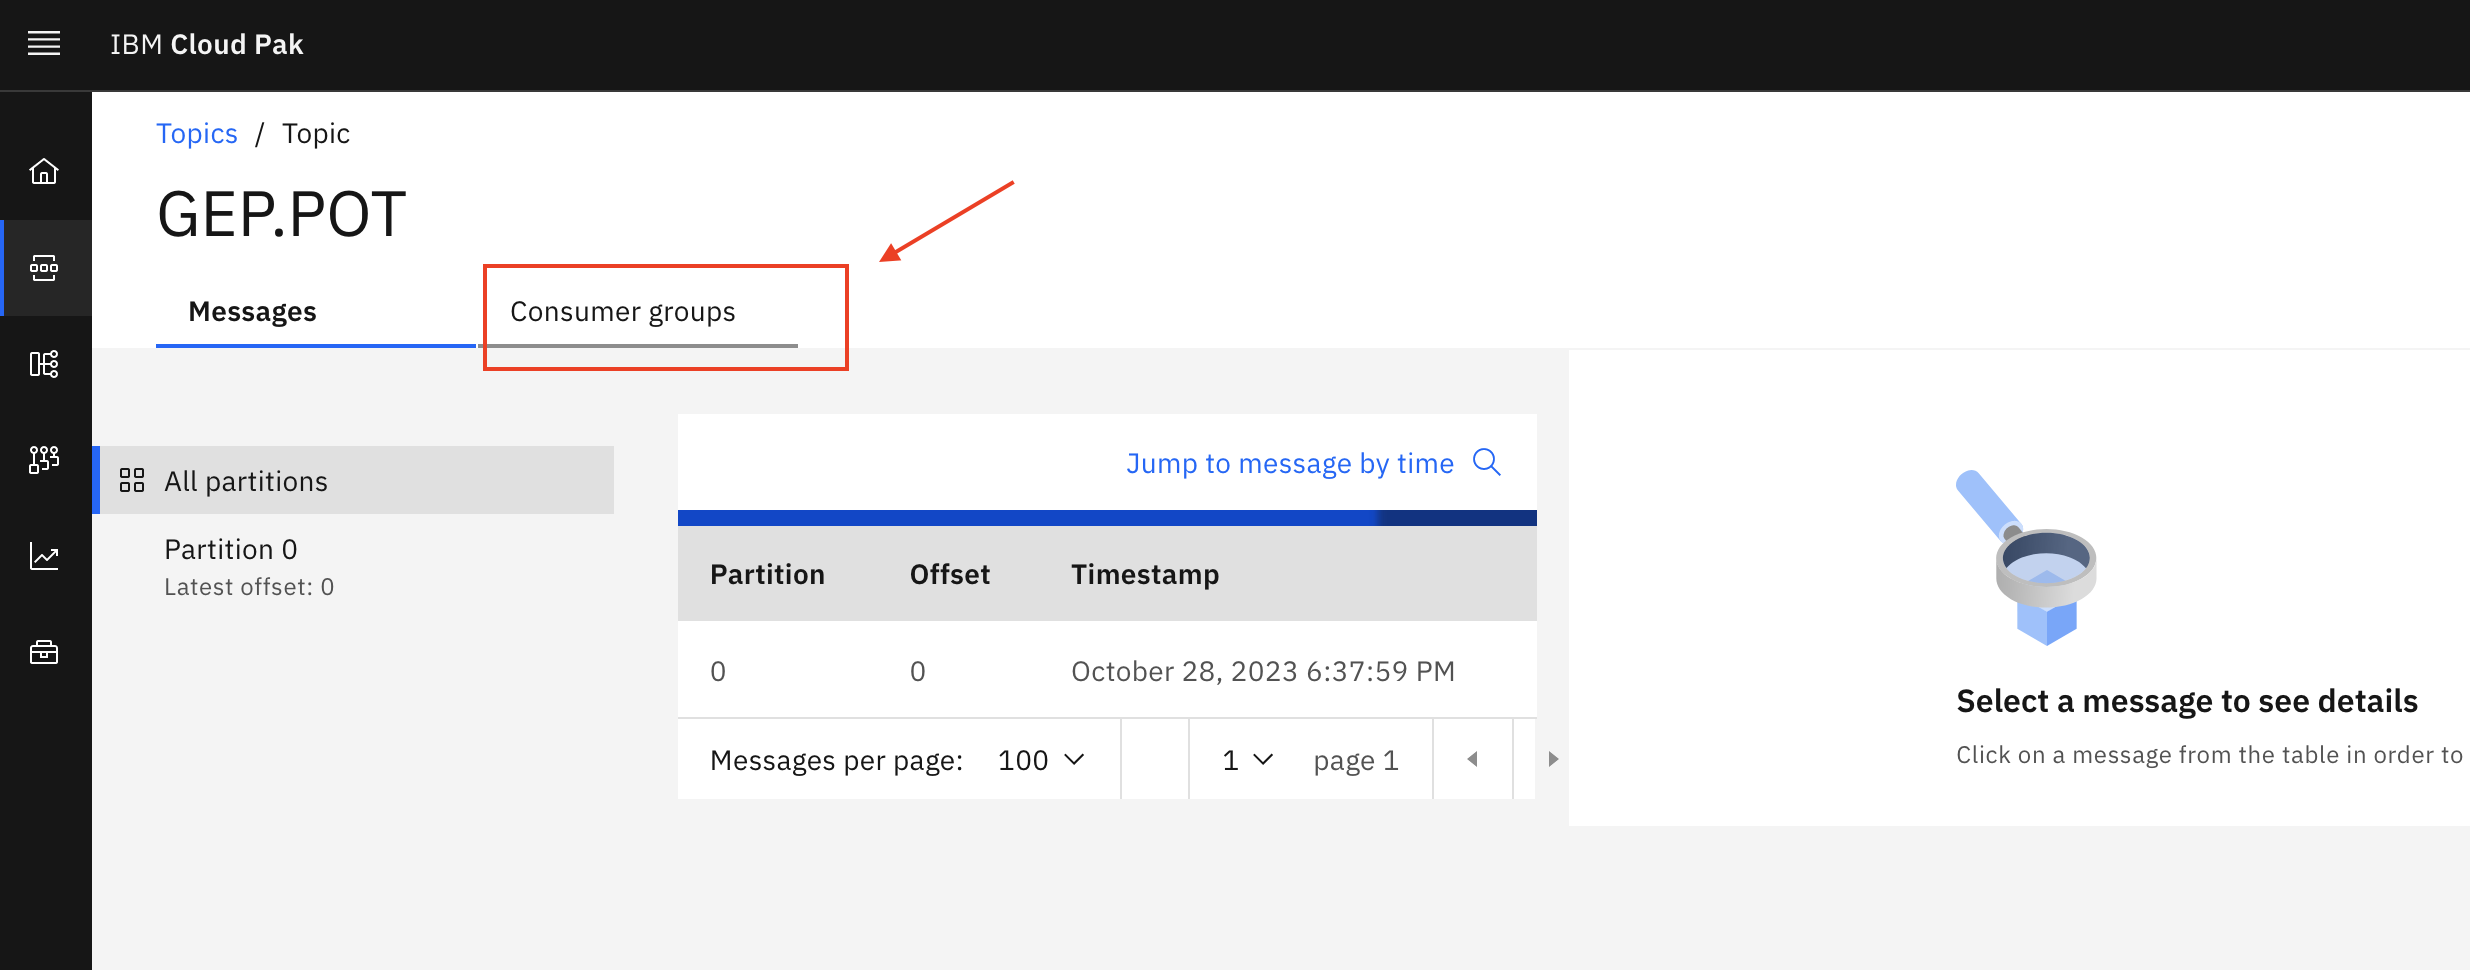 IBM Cloud Pak
Topics / Topic
GEP.POT
Messages
Consumer groups
All partitions
Partition 0
Latest offset: 0
Jump to message by time
Partition Offset Timestamp
0 0 October 28, 2023 6:37:59 PM
Messages per page: 100 1 page 1
Select a message to see details
Click on a message from the table in order to